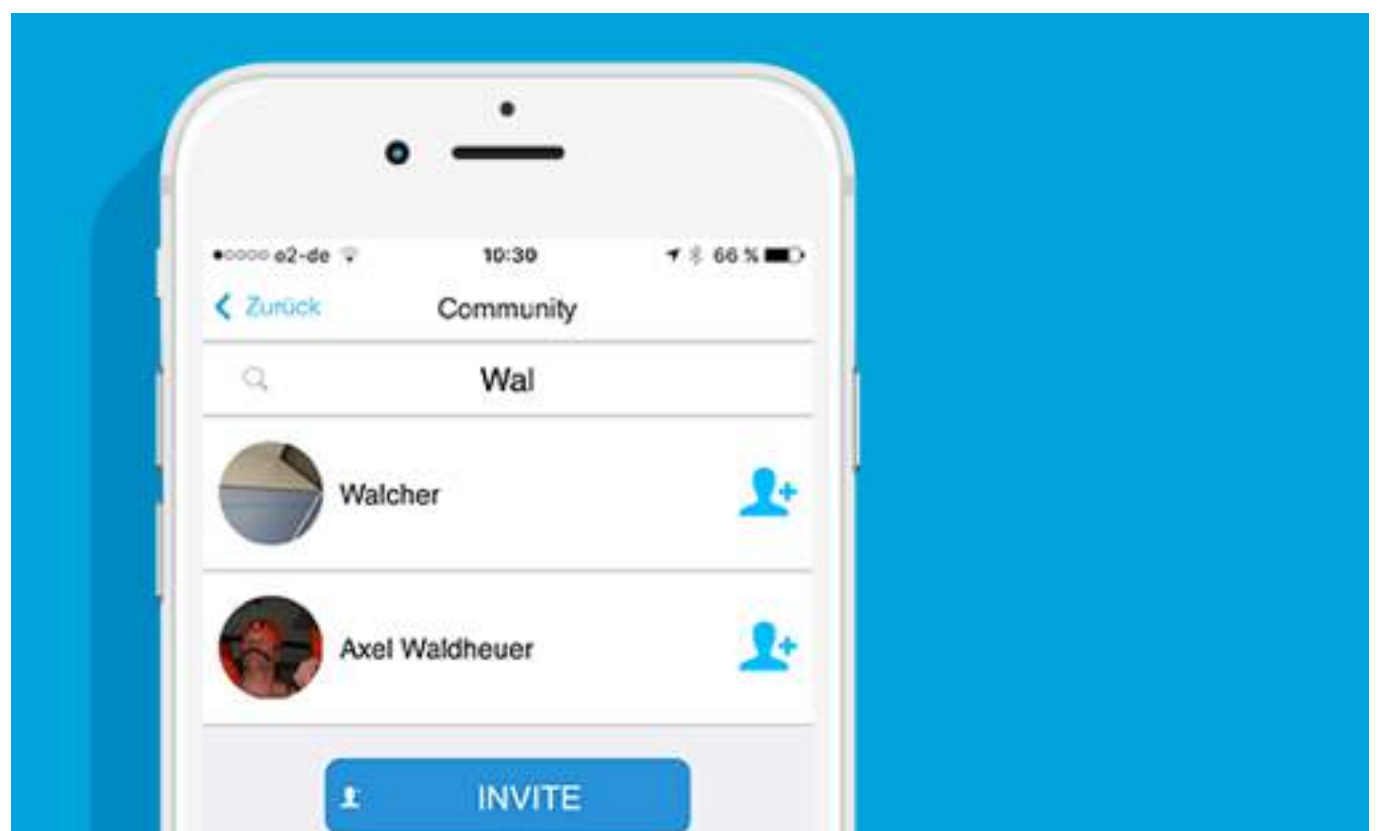 o2-de 10:30 66 %
Zurück Community
Wal
Walcher
Axel Waldheuer
INVITE